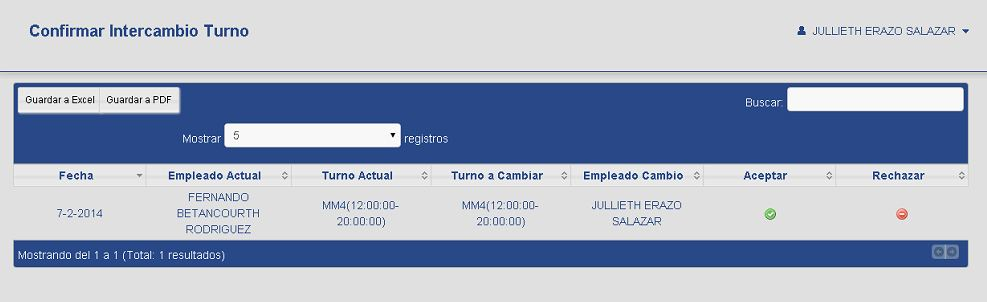 Confirmar Intercambio Turno
JULLIETH ERAZO SALAZAR
Guardar a Excel Guardar a PDF
Buscar:
Mostrar 5 registros
Fecha Empleado Actual Turno Actual Turno a Cambiar Empleado Cambio Aceptar Rechazar
7-2-2014
FERNANDO
BETANCOURTH
RODRIGUEZ
MM4(12:00:00-
20:00:00)
MM4(12:00:00-
20:00:00)
JULLIETH ERAZO
SALAZAR
Mostrando del 1 a 1 (Total: 1 resultados)